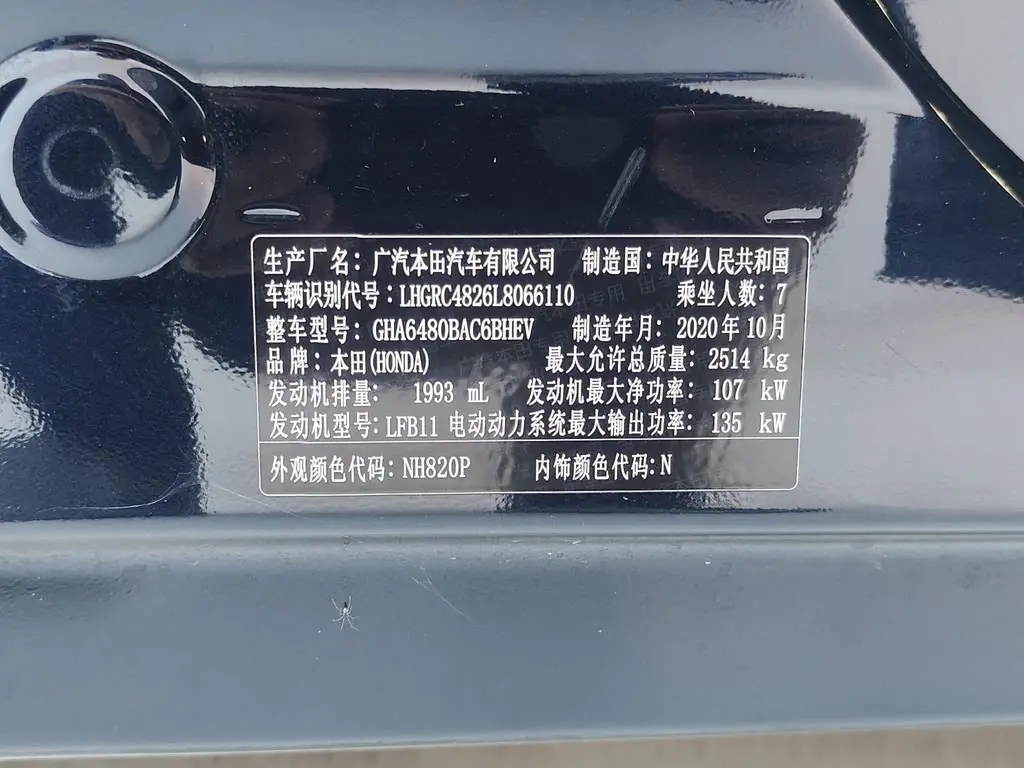 生产厂名：广汽本田汽车有限公司 制造国：中华人民共和国
车辆识别代号：LHGRC4826L8066110 乘坐人数：7
整车型号：GHA6480BAC6BHEV 制造年月：2020年10月
品牌：本田(HONDA) 最大允许总质量：2514 kg
发动机排量： 1993 mL 发动机最大净功率：107 kW
发动机型号：LFB11 电动动力系统最大输出功率：135 kW
外观颜色代码：NH820P 内饰颜色代码：N